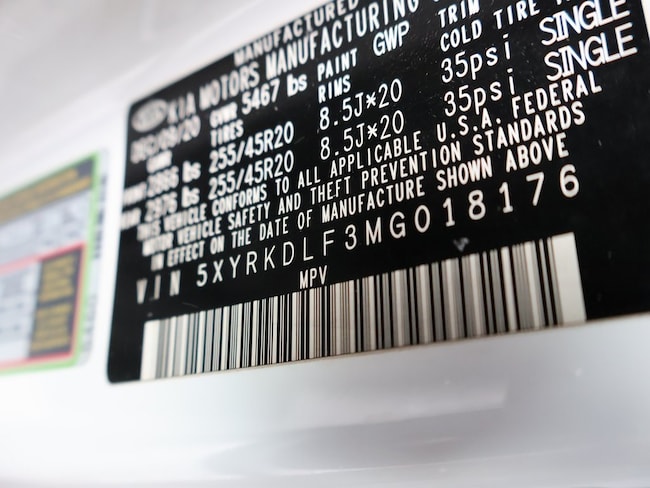 MANUFACTURED
KIA MOTORS MANUFACTURING
DEC/09/20 GVWR 5467 lbs PAINT GWP TRIM
TIRES RIMS COLD TIRE
lbs 255/45R20 8.5J×20 35psi SINGLE
2976 lbs 255/45R20 8.5J×20 35psi SINGLE
THIS VEHICLE CONFORMS TO ALL APPLICABLE U.S.A. FEDERAL
MOTOR VEHICLE SAFETY AND THEFT PREVENTION STANDARDS
IN EFFECT ON THE DATE OF MANUFACTURE SHOWN ABOVE
VIN 5XYRKDLF3MG018176
MPV